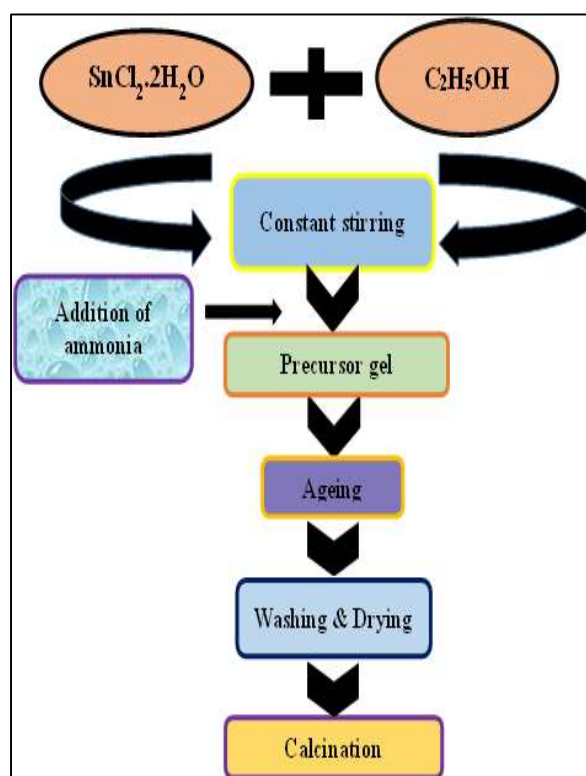 SnCl₂.2H₂O
C2H5OH
Constant stirring
Addition of
ammonia
Precursor gel
Ageing
Washing & Drying
Calcination